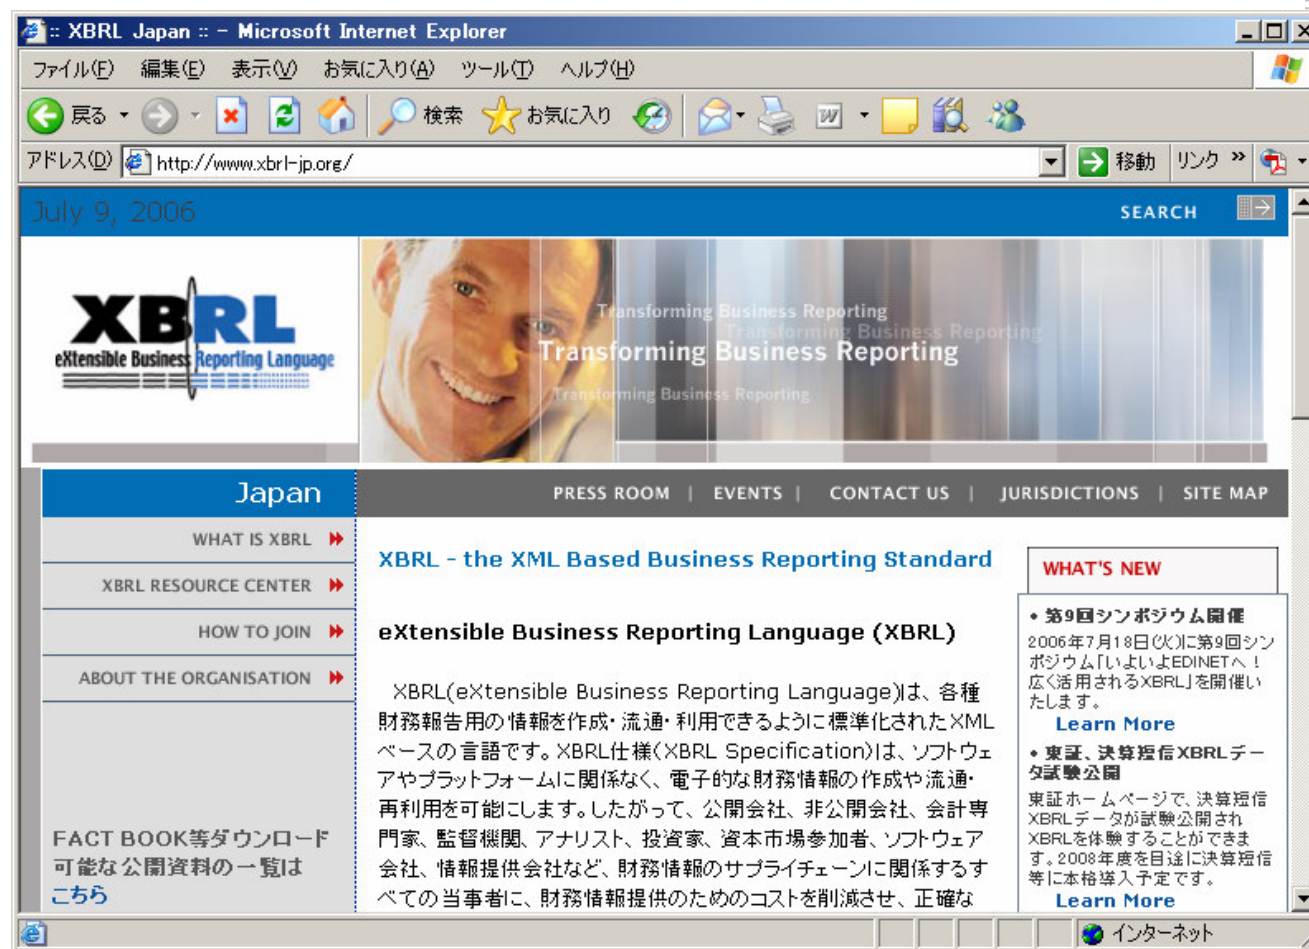 :: XBRL Japan :: - Microsoft Internet Explorer
ファイル(F) 編集(E) 表示(V) お気に入り(A) ツール(T) ヘルプ(H)
戻る 検索 お気に入り
アドレス(D) http://www.xbrl-jp.org/ 移動 リンク »
July 9, 2006 SEARCH
XBRL
eXtensible Business Reporting Language
Transforming Business Reporting
Transforming Business Reporting
Transforming Business Reporting
Transforming Business Reporting
Japan
PRESS ROOM | EVENTS | CONTACT US | JURISDICTIONS | SITE MAP
WHAT IS XBRL
XBRL RESOURCE CENTER
HOW TO JOIN
ABOUT THE ORGANISATION
FACT BOOK等ダウンロード
可能な公開資料の一覧は
こちら
XBRL - the XML Based Business Reporting Standard
eXtensible Business Reporting Language (XBRL)
XBRL(eXtensible Business Reporting Language)は、各種
財務報告用の情報を作成・流通・利用できるように標準化されたXML
ベースの言語です。XBRL仕様(XBRL Specification)は、ソフトウェ
アやプラットフォームに関係なく、電子的な財務情報の作成や流通・
再利用を可能にします。したがって、公開会社、非公開会社、会計専
門家、監督機関、アナリスト、投資家、資本市場参加者、ソフトウェア
会社、情報提供会社など、財務情報のサプライチェーンに関係するす
べての当事者に、財務情報提供のためのコストを削減させ、正確な
WHAT'S NEW
• 第9回シンポジウム開催
2006年7月18日(火)に第9回シン
ポジウム「いよいよEDINETへ！
広く活用されるXBRL」を開催い
たします。
Learn More
• 東証、決算短信XBRLデー
タ試験公開
東証ホームページで、決算短信
XBRLデータが試験公開され
XBRLを体験することができま
す。2008年度を目途に決算短信
等に本格導入予定です。
Learn More
インターネット